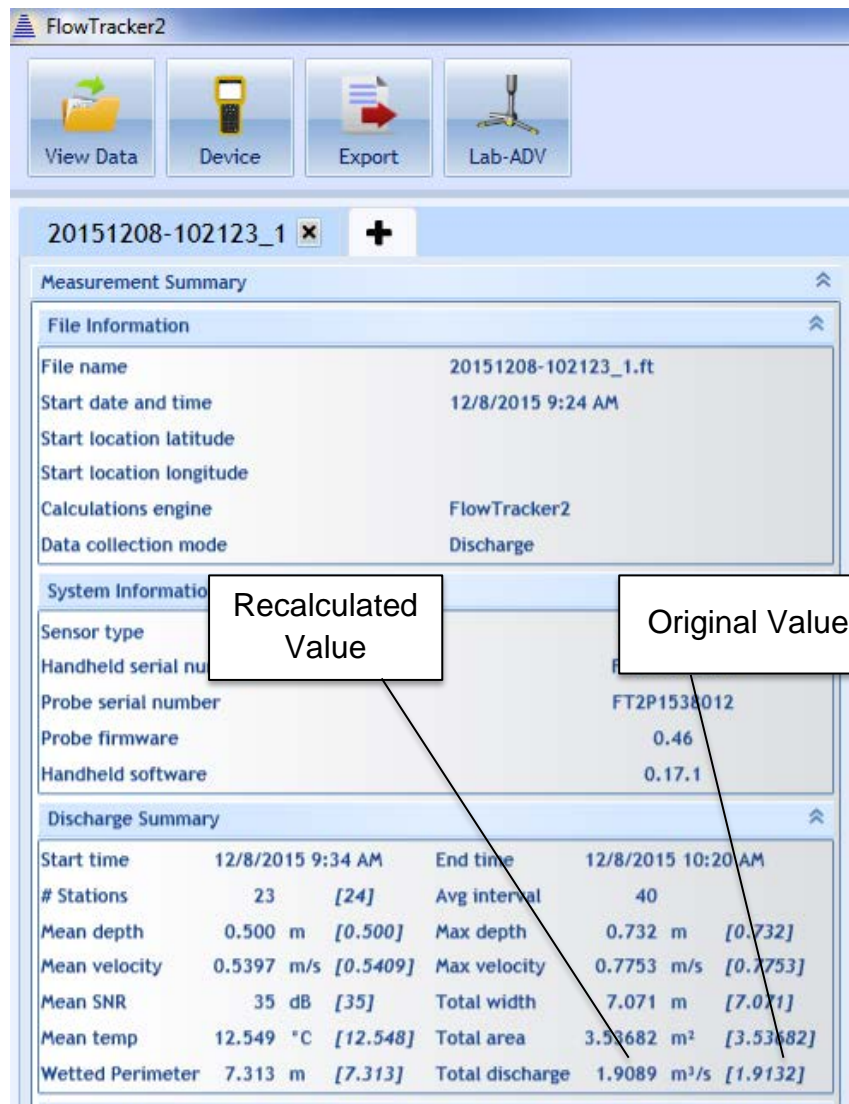 FlowTracker2
View Data Device Export Lab-ADV
20151208-102123_1
Measurement Summary
File Information
File name 20151208-102123_1.ft
Start date and time 12/8/2015 9:24 AM
Start location latitude
Start location longitude
Calculations engine FlowTracker2
Data collection mode Discharge
System Informatio
Recalculated
Value
Original Value
Sensor type
Handheld serial nu
Probe serial number FT2P1538012
Probe firmware 0.46
Handheld software 0.17.1
Discharge Summary
Start time 12/8/2015 9:34 AM End time 12/8/2015 10:20 AM
# Stations 23 [24] Avg interval 40
Mean depth 0.500 m [0.500] Max depth 0.732 m [0.732]
Mean velocity 0.5397 m/s [0.5409] Max velocity 0.7753 m/s [0.7753]
Mean SNR 35 dB [35] Total width 7.071 m [7.071]
Mean temp 12.549 °C [12.548] Total area 3.53682 m² [3.53682]
Wetted Perimeter 7.313 m [7.313] Total discharge 1.9089 m³/s [1.9132]